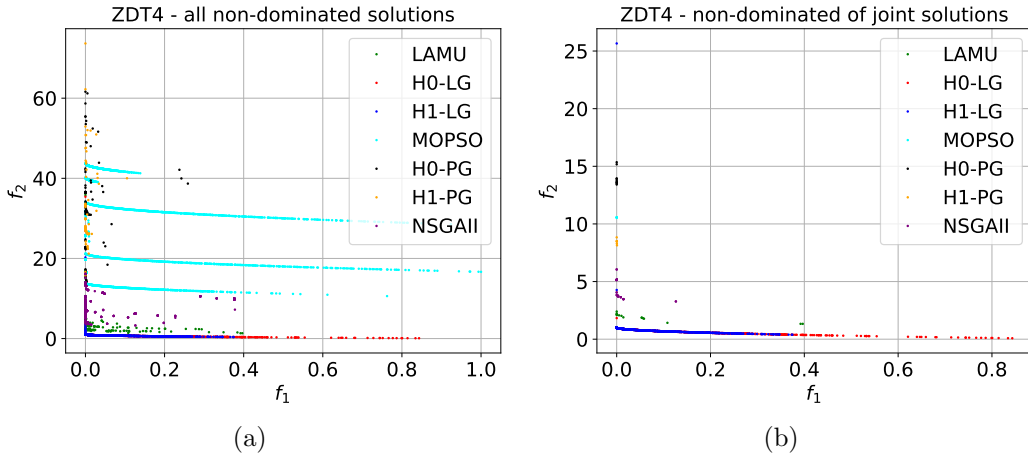 ZDT4 - all non-dominated solutions
60
40
20
0
f2
0.0 0.2 0.4 0.6 0.8 1.0
f1
LAMU
H0-LG
H1-LG
MOPSO
H0-PG
H1-PG
NSGAII
(a)
ZDT4 - non-dominated of joint solutions
25
20
15
10
5
0
f2
0.0 0.2 0.4 0.6 0.8
f1
LAMU
H0-LG
H1-LG
MOPSO
H0-PG
H1-PG
NSGAII
(b)